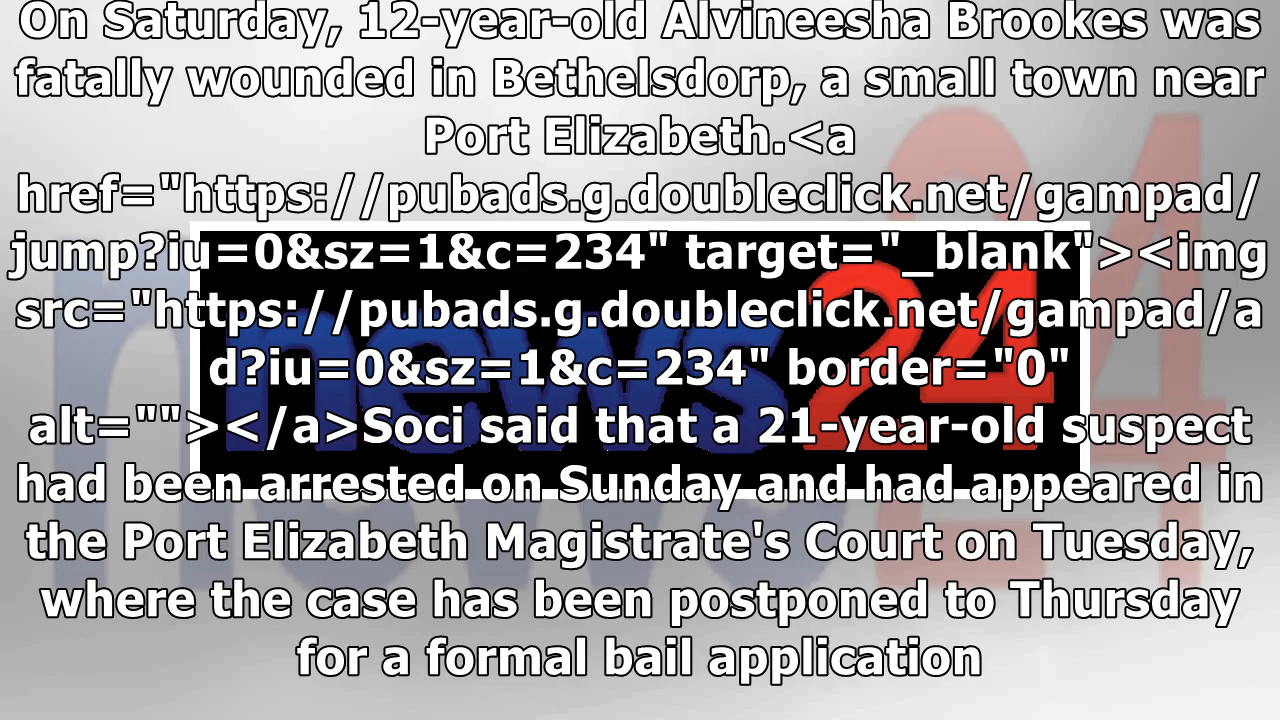 On Saturday, 12-year-old Alvineesha Brookes was
fatally wounded in Bethelsdorp, a small town near
Port Elizabeth.<a
href="https://pubads.g.doubleclick.net/gampad/
jump?iu=0&sz=1&c=234" target="_blank"><img
src="https://pubads.g.doubleclick.net/gampad/a
d?iu=0&sz=1&c=234" border="0"
alt=""></a>Soci said that a 21-year-old suspect
had been arrested on Sunday and had appeared in
the Port Elizabeth Magistrate's Court on Tuesday,
where the case has been postponed to Thursday
for a formal bail application
news24
news24